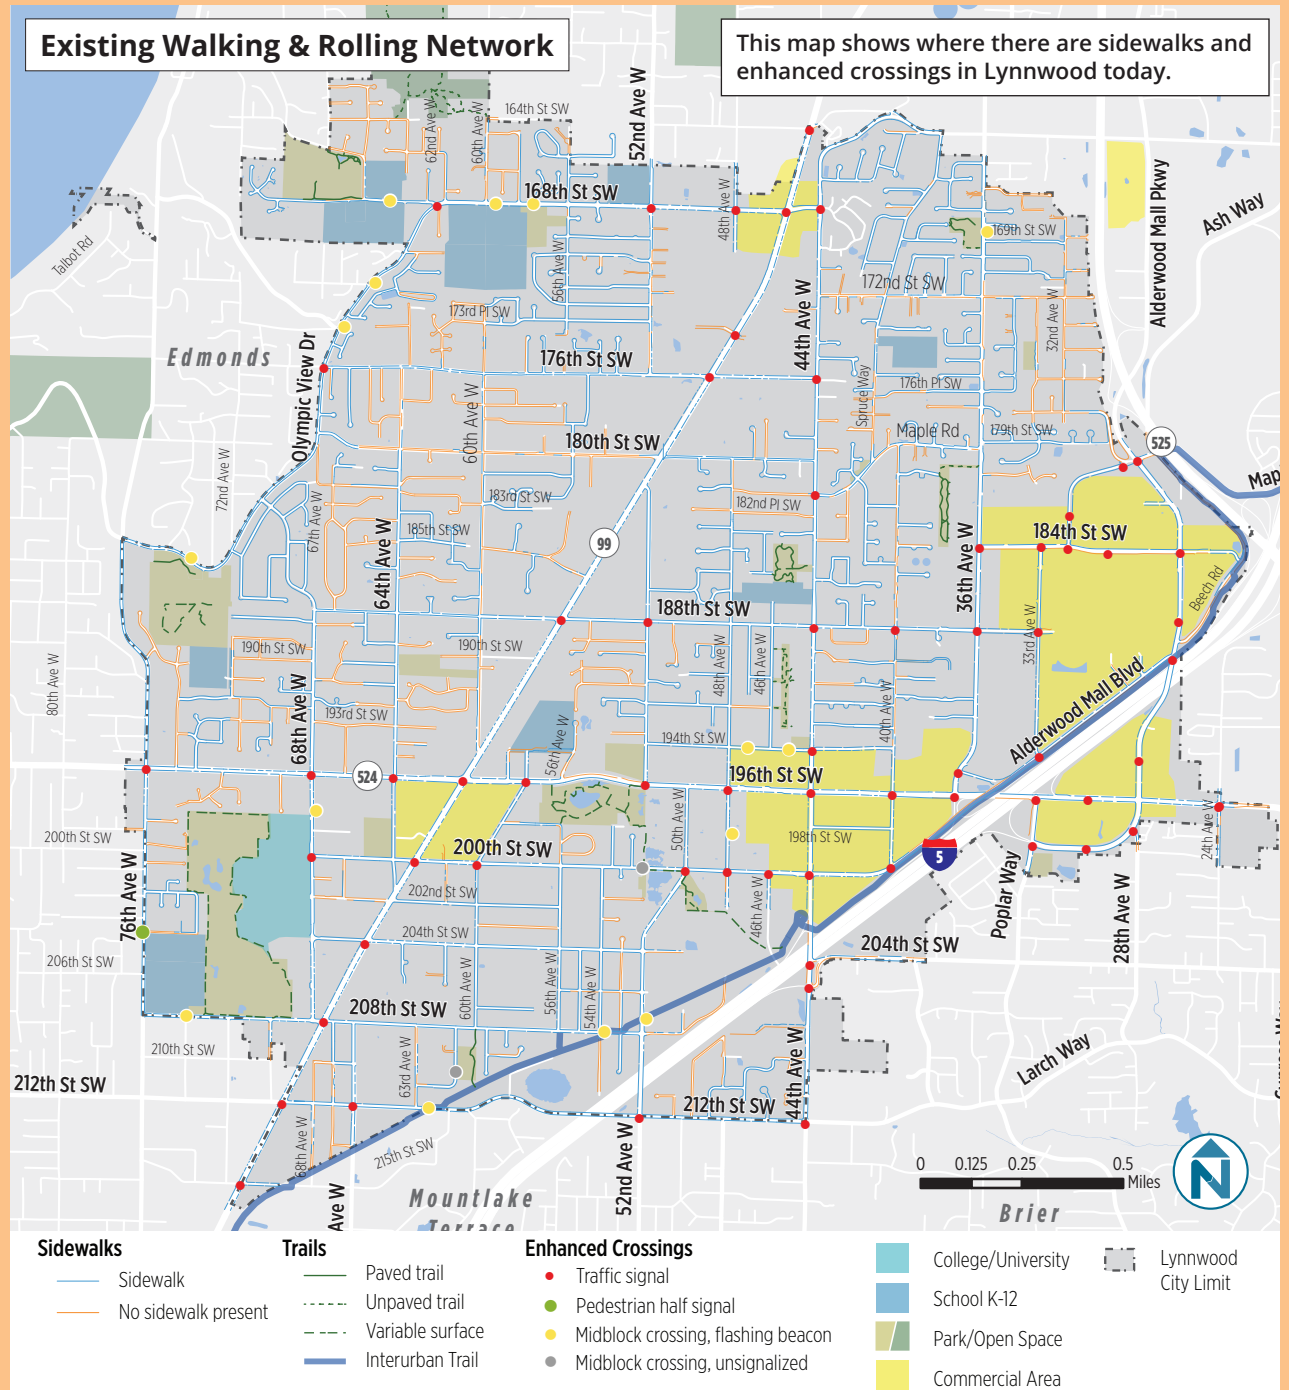 Existing Walking & Rolling Network
This map shows where there are sidewalks and
enhanced crossings in Lynnwood today.
52nd Ave W
164th St SW
62nd Ave W
60th Ave W
168th St SW
48th Ave W
Alderwood Mall Pkwy
Ash Way
169th St SW
Talbot Rd
56th Ave W
172nd St SW
44th Ave W
173rd Pl SW
32nd Ave W
Edmonds
Olympic View Dr
176th St SW
176th Pl SW
Spruce Way
60th Ave W
180th St SW
Maple Rd
179th St SW
525
Map
72nd Ave W
67th Ave W
183rd St SW
182nd Pl SW
185th St SW
64th Ave W
99
36th Ave W
184th St SW
Beech Rd
188th St SW
190th St SW
190th St SW
48th Ave W
46th Ave W
33rd Ave W
80th Ave W
68th Ave W
193rd St SW
56th Ave W
194th St SW
40th Ave W
Alderwood Mall Blvd
524
196th St SW
200th St SW
200th St SW
50th Ave W
198th St SW
5
24th Ave W
76th Ave W
202nd St SW
204th St SW
46th Ave W
204th St SW
Poplar Way
28th Ave W
206th St SW
60th Ave W
56th Ave W
54th Ave W
208th St SW
210th St SW
63rd Ave W
44th Ave W
Larch Way
212th St SW
212th St SW
68th Ave W
215th St SW
52nd Ave W
Ave W
Mountlake
Terrace
Brier
0 0.125 0.25 0.5
Miles
N
Sidewalks
Sidewalk
No sidewalk present
Trails
Paved trail
Unpaved trail
Variable surface
Interurban Trail
Enhanced Crossings
Traffic signal
Pedestrian half signal
Midblock crossing, flashing beacon
Midblock crossing, unsignalized
College/University
School K-12
Park/Open Space
Commercial Area
Lynnwood
City Limit